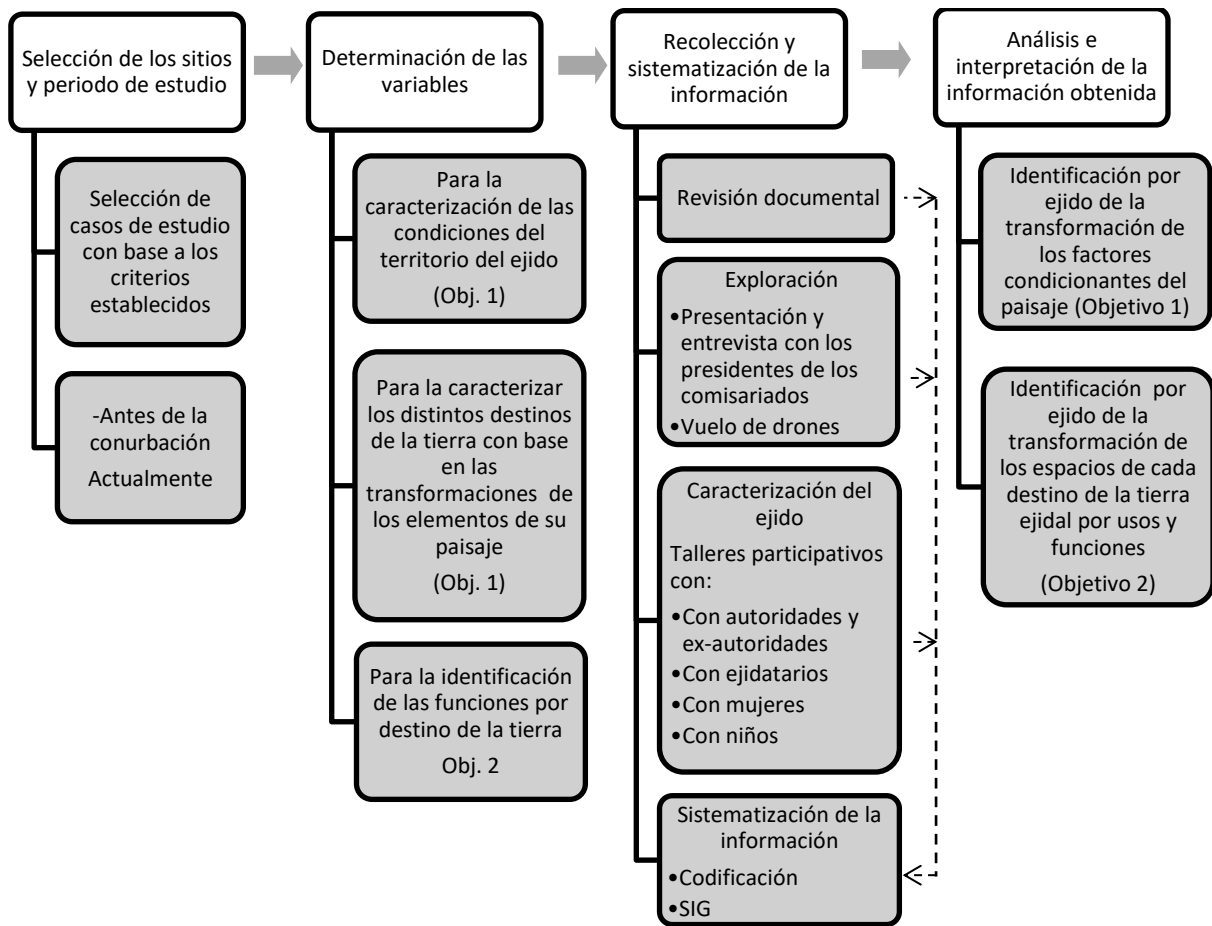 Selección de los sitios
y periodo de estudio
Selección de
casos de estudio
con base a los
criterios
establecidos
-Antes de la
conurbación
Actualmente
Determinación de las
variables
Para la
caracterización de las
condiciones del
territorio del ejido
(Obj. 1)
Para la caracterizar
los distintos destinos
de la tierra con base
en las
transformaciones de
los elementos de su
paisaje
(Obj. 1)
Para la identificación
de las funciones por
destino de la tierra
Obj. 2
Recolección y
sistematización de la
información
Revisión documental
Exploración
•Presentación y
entrevista con los
presidentes de los
comisariados
•Vuelo de drones
Caracterización del
ejido
Talleres participativos
con:
•Con autoridades y
ex-autoridades
•Con ejidatarios
•Con mujeres
•Con niños
Sistematización de la
información
•Codificación
•SIG
Análisis e
interpretación de la
información obtenida
Identificación por
ejido de la
transformación de
los factores
condicionantes del
paisaje (Objetivo 1)
Identificación por
ejido de la
transformación de
los espacios de cada
destino de la tierra
ejidal por usos y
funciones
(Objetivo 2)